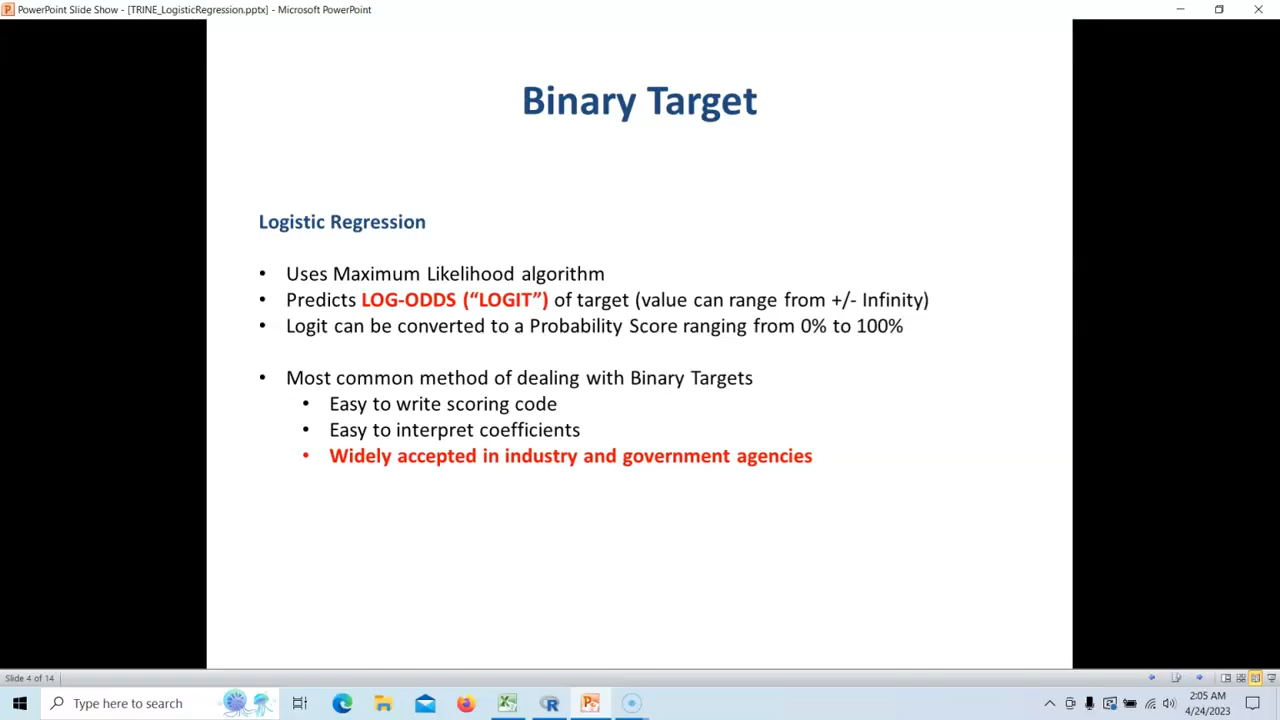 PowerPoint Slide Show - [TRINE_LogisticRegression.pptx] - Microsoft PowerPoint
Binary Target
Logistic Regression
• Uses Maximum Likelihood algorithm
• Predicts LOG-ODDS (“LOGIT”) of target (value can range from +/- Infinity)
• Logit can be converted to a Probability Score ranging from 0% to 100%
• Most common method of dealing with Binary Targets
• Easy to write scoring code
• Easy to interpret coefficients
• Widely accepted in industry and government agencies
Slide 4 of 14
Type here to search
2:05 AM
4/24/2023